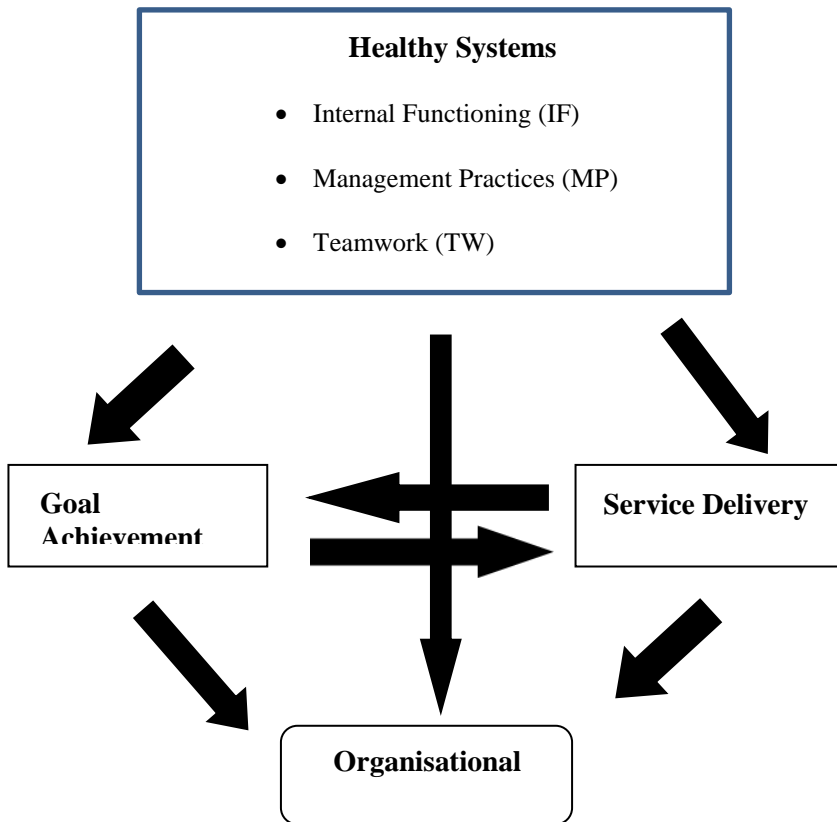 Healthy Systems
• Internal Functioning (IF)
• Management Practices (MP)
• Teamwork (TW)
Goal
Achievement
Service Delivery
Organisational